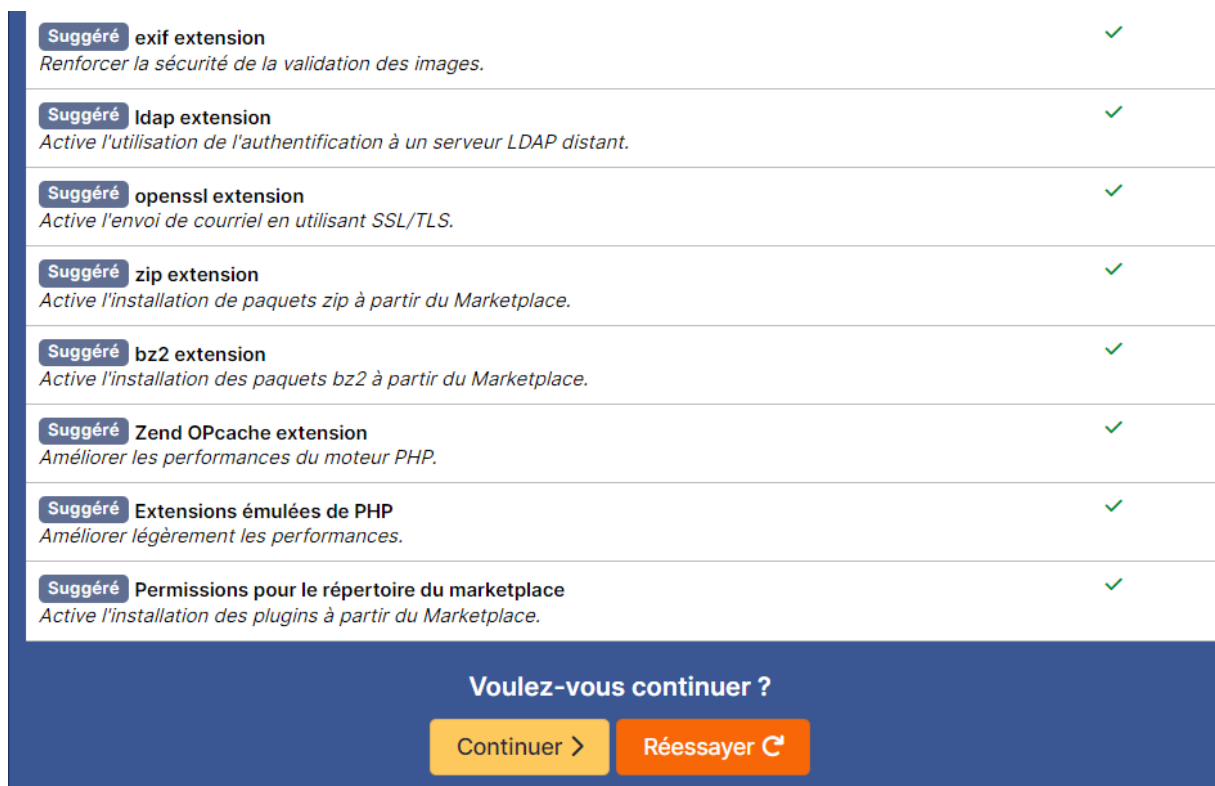 Suggéré exif extension
Renforcer la sécurité de la validation des images.
Suggéré ldap extension
Active l'utilisation de l'authentification à un serveur LDAP distant.
Suggéré openssl extension
Active l'envoi de courriel en utilisant SSL/TLS.
Suggéré zip extension
Active l'installation de paquets zip à partir du Marketplace.
Suggéré bz2 extension
Active l'installation des paquets bz2 à partir du Marketplace.
Suggéré Zend OPcache extension
Améliorer les performances du moteur PHP.
Suggéré Extensions émulées de PHP
Améliorer légèrement les performances.
Suggéré Permissions pour le répertoire du marketplace
Active l'installation des plugins à partir du Marketplace.
Voulez-vous continuer ?
Continuer Réessayer